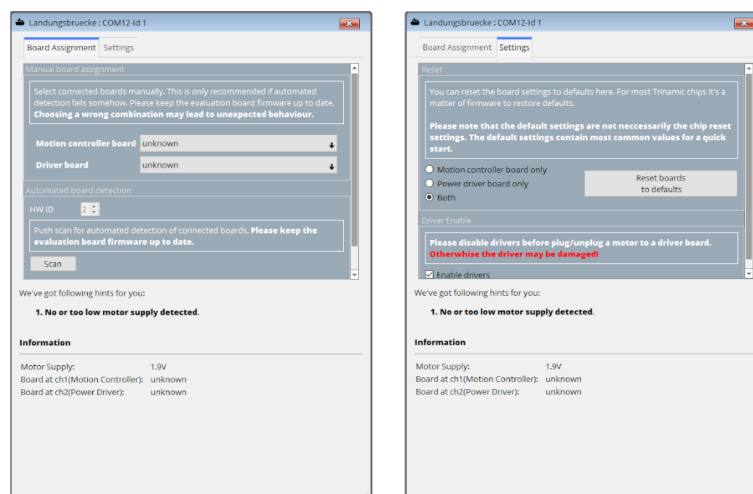 Landungsbruecke : COM12-Id 1
Board Assignment Settings
Manual board assignment
Select connected boards manually. This is only recommended if automated
detection fails somehow. Please keep the evaluation board firmware up to date.
Choosing a wrong combination may lead to unexpected behaviour.
Motion controller board unknown
Driver board unknown
Automated board detection
HW ID 2
Push scan for automated detection of connected boards. Please keep the
evaluation board firmware up to date.
Scan
We've got following hints for you:
1. No or too low motor supply detected.
Information
Motor Supply: 1.9V
Board at ch1(Motion Controller): unknown
Board at ch2(Power Driver): unknown
Landungsbruecke : COM12-Id 1
Board Assignment Settings
Reset
You can reset the board settings to defaults here. For most Trinamic chips it's a
matter of firmware to restore defaults.
Please note that the default settings are not neccessarily the chip reset
settings. The default settings contain most common values for a quick
start.
Motion controller board only
Power driver board only
Both
Reset boards
to defaults
Driver Enable
Please disable drivers before plug/unplug a motor to a driver board.
Otherwhise the driver may be damaged!
Enable drivers
We've got following hints for you:
1. No or too low motor supply detected.
Information
Motor Supply: 1.9V
Board at ch1(Motion Controller): unknown
Board at ch2(Power Driver): unknown